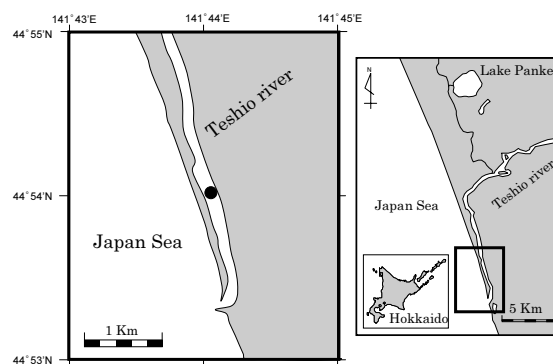 141˚43'E
141˚44'E
141˚45'E
44˚55'N
44˚54'N
44˚53'N
Teshio river
Japan Sea
1 Km
Lake Panke
Teshio river
Japan Sea
N
Hokkaido
5 Km